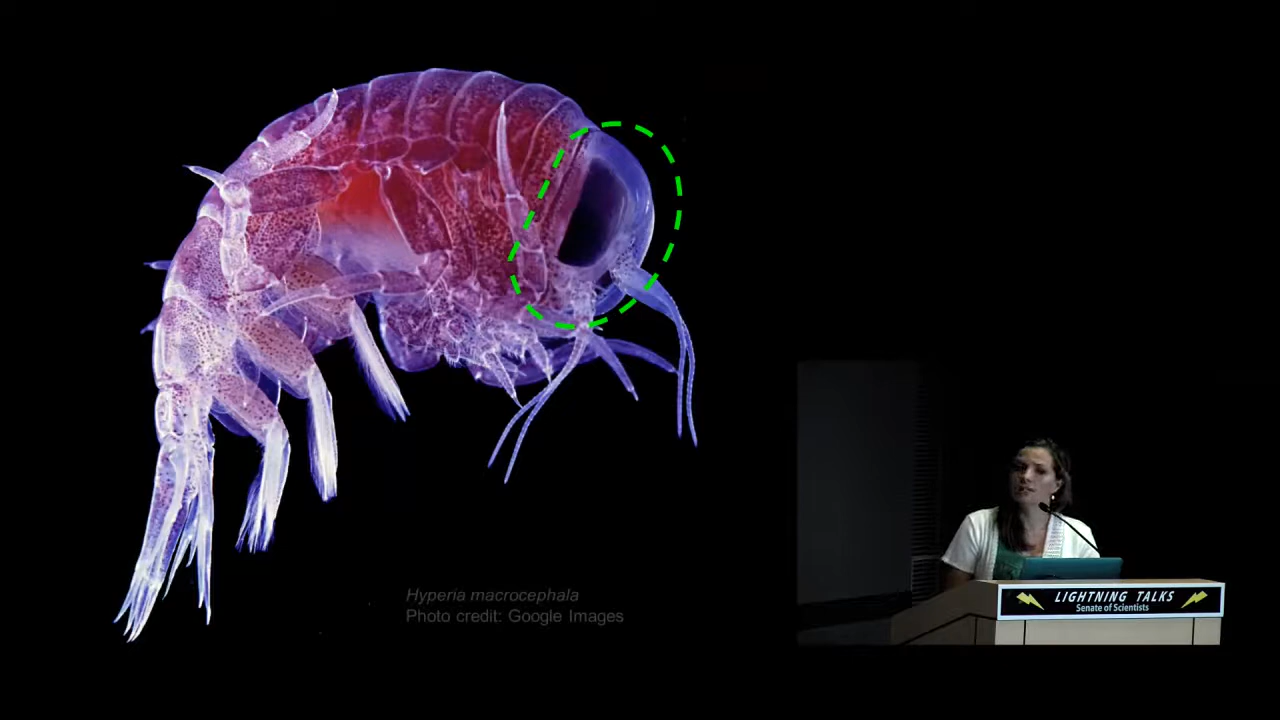 Hyperia macrocephala
Photo credit: Google Images
LIGHTNING TALKS
Senate of Scientists